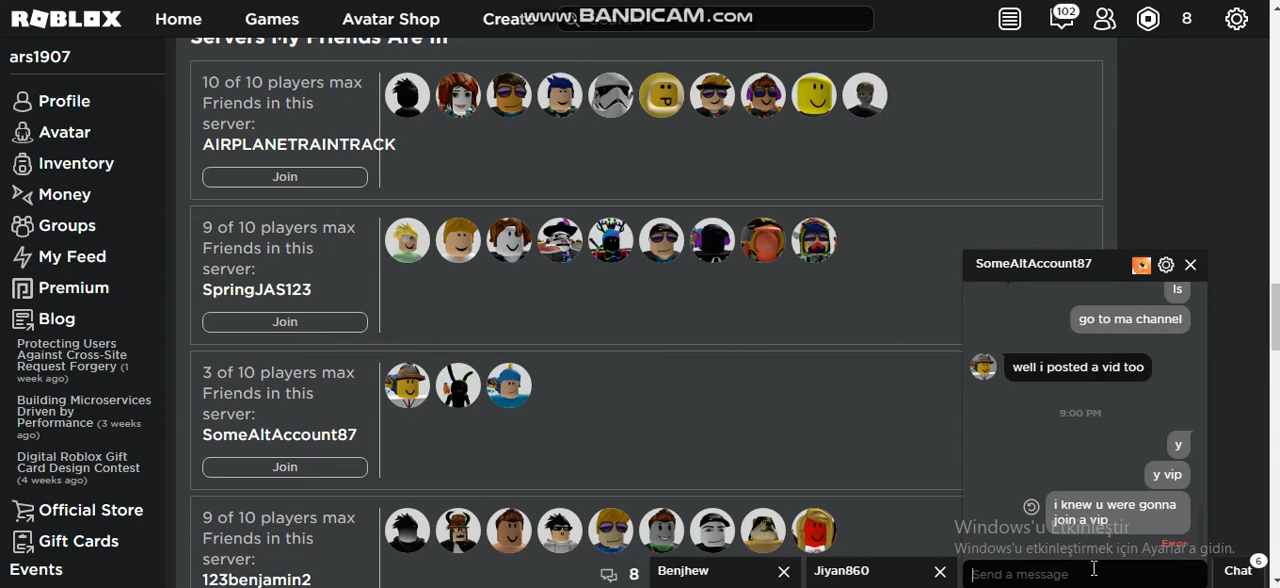 ROBLOX
Home
Games
Avatar Shop
Create
www.BANDICAM.com
102
8
ars1907
Profile
Avatar
Inventory
Money
Groups
My Feed
Premium
Blog
Protecting Users
Against Cross-Site
Request Forgery (1
week ago)
Building Microservices
Driven by
Performance (3 weeks
ago)
Digital Roblox Gift
Card Design Contest
(4 weeks ago)
Official Store
Gift Cards
Events
Servers My Friends Are In
10 of 10 players max
Friends in this
server:
AIRPLANETRAINTRACK
Join
9 of 10 players max
Friends in this
server:
SpringJAS123
Join
3 of 10 players max
Friends in this
server:
SomeAltAccount87
Join
9 of 10 players max
Friends in this
server:
123benjamin2
SomeAltAccount87
ls
go to ma channel
well i posted a vid too
9:00 PM
y
y vip
i knew u were gonna
join a vip
Error
Windows'u Etkinleştir
Windows'u etkinleştirmek için Ayarlar'a gidin.
Send a message
8
Benjhew
Jiyan860
Chat
6